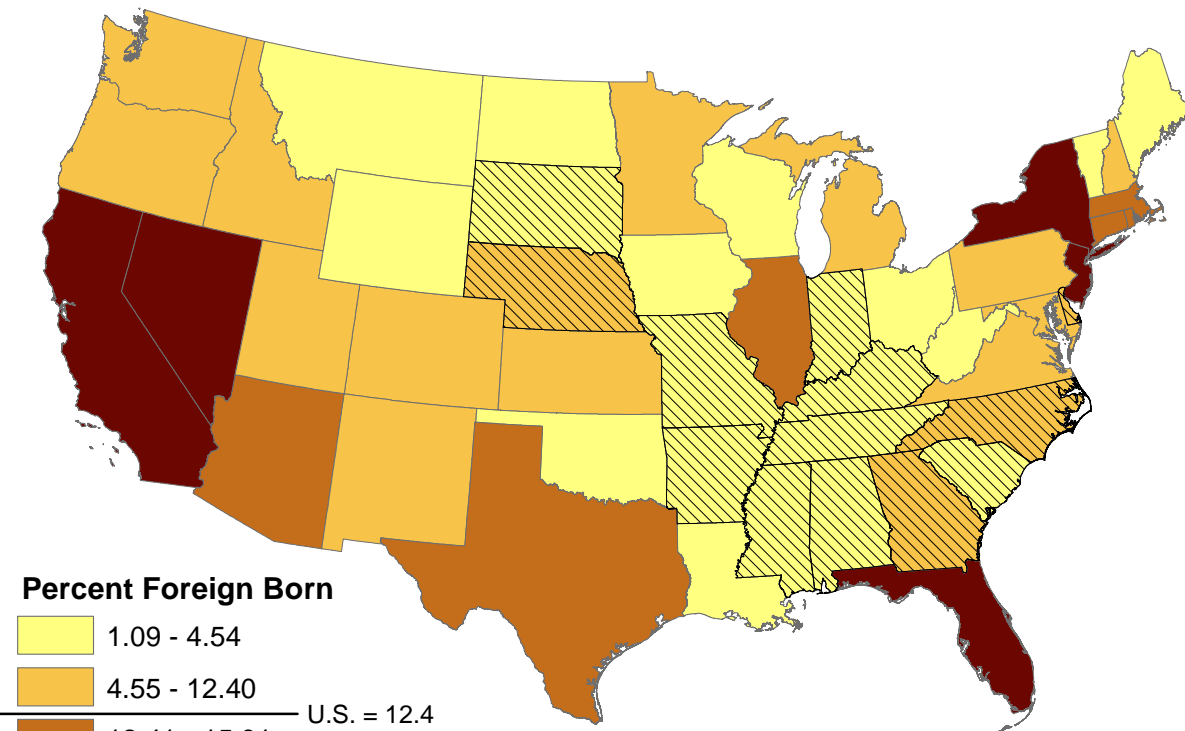 Percent Foreign Born
1.09 - 4.54
4.55 - 12.40
U.S. = 12.4